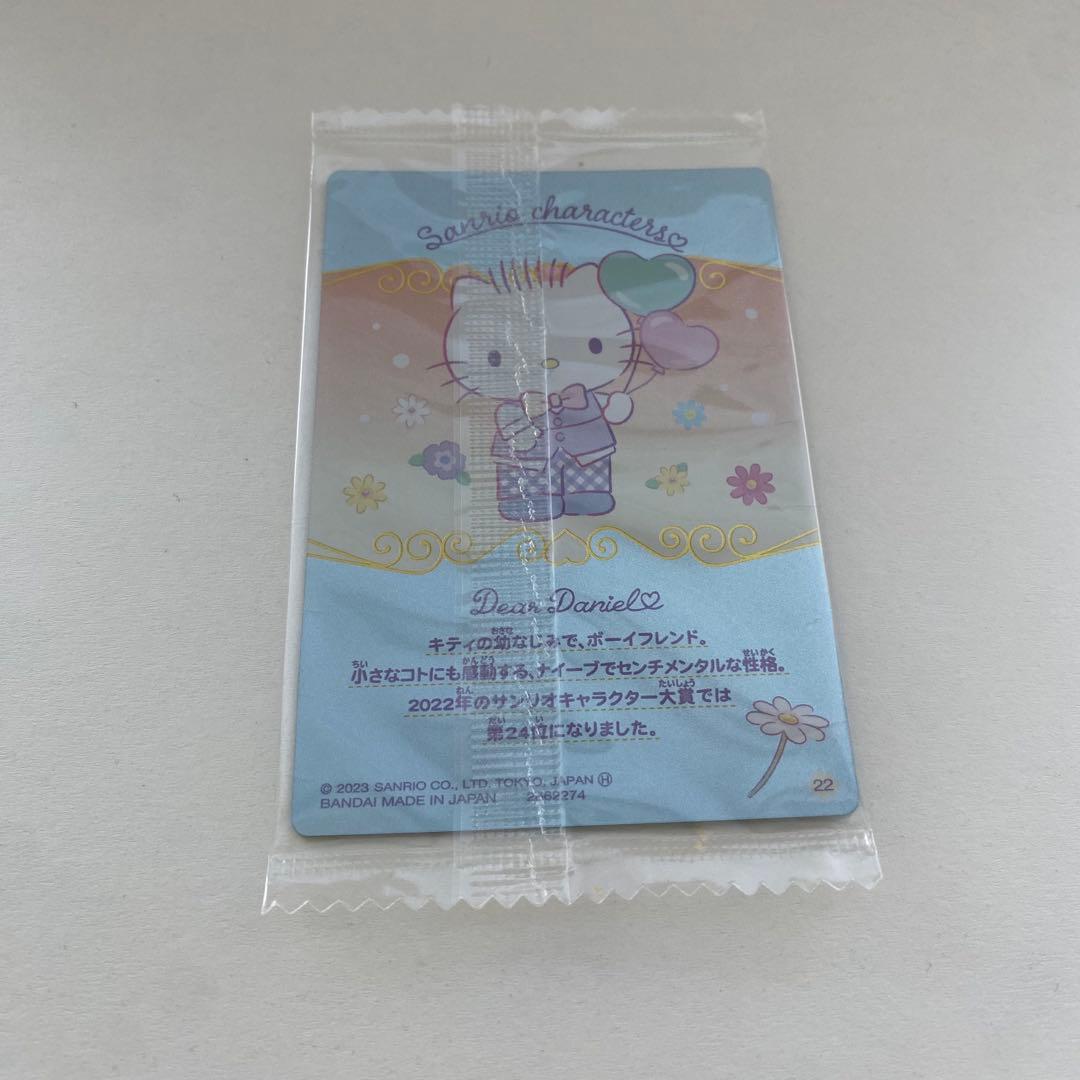 Sanrio characters
Dear Daniel
キティの幼なじみで、ボーイフレンド。
小さなコトにも感動する、ナイーブでセンチメンタルな性格。
2022年のサンリオキャラクター大賞では
第24位になりました。
© 2023 SANRIO CO., LTD. TOKYO, JAPAN Ⓗ
BANDAI MADE IN JAPAN 2662274
22